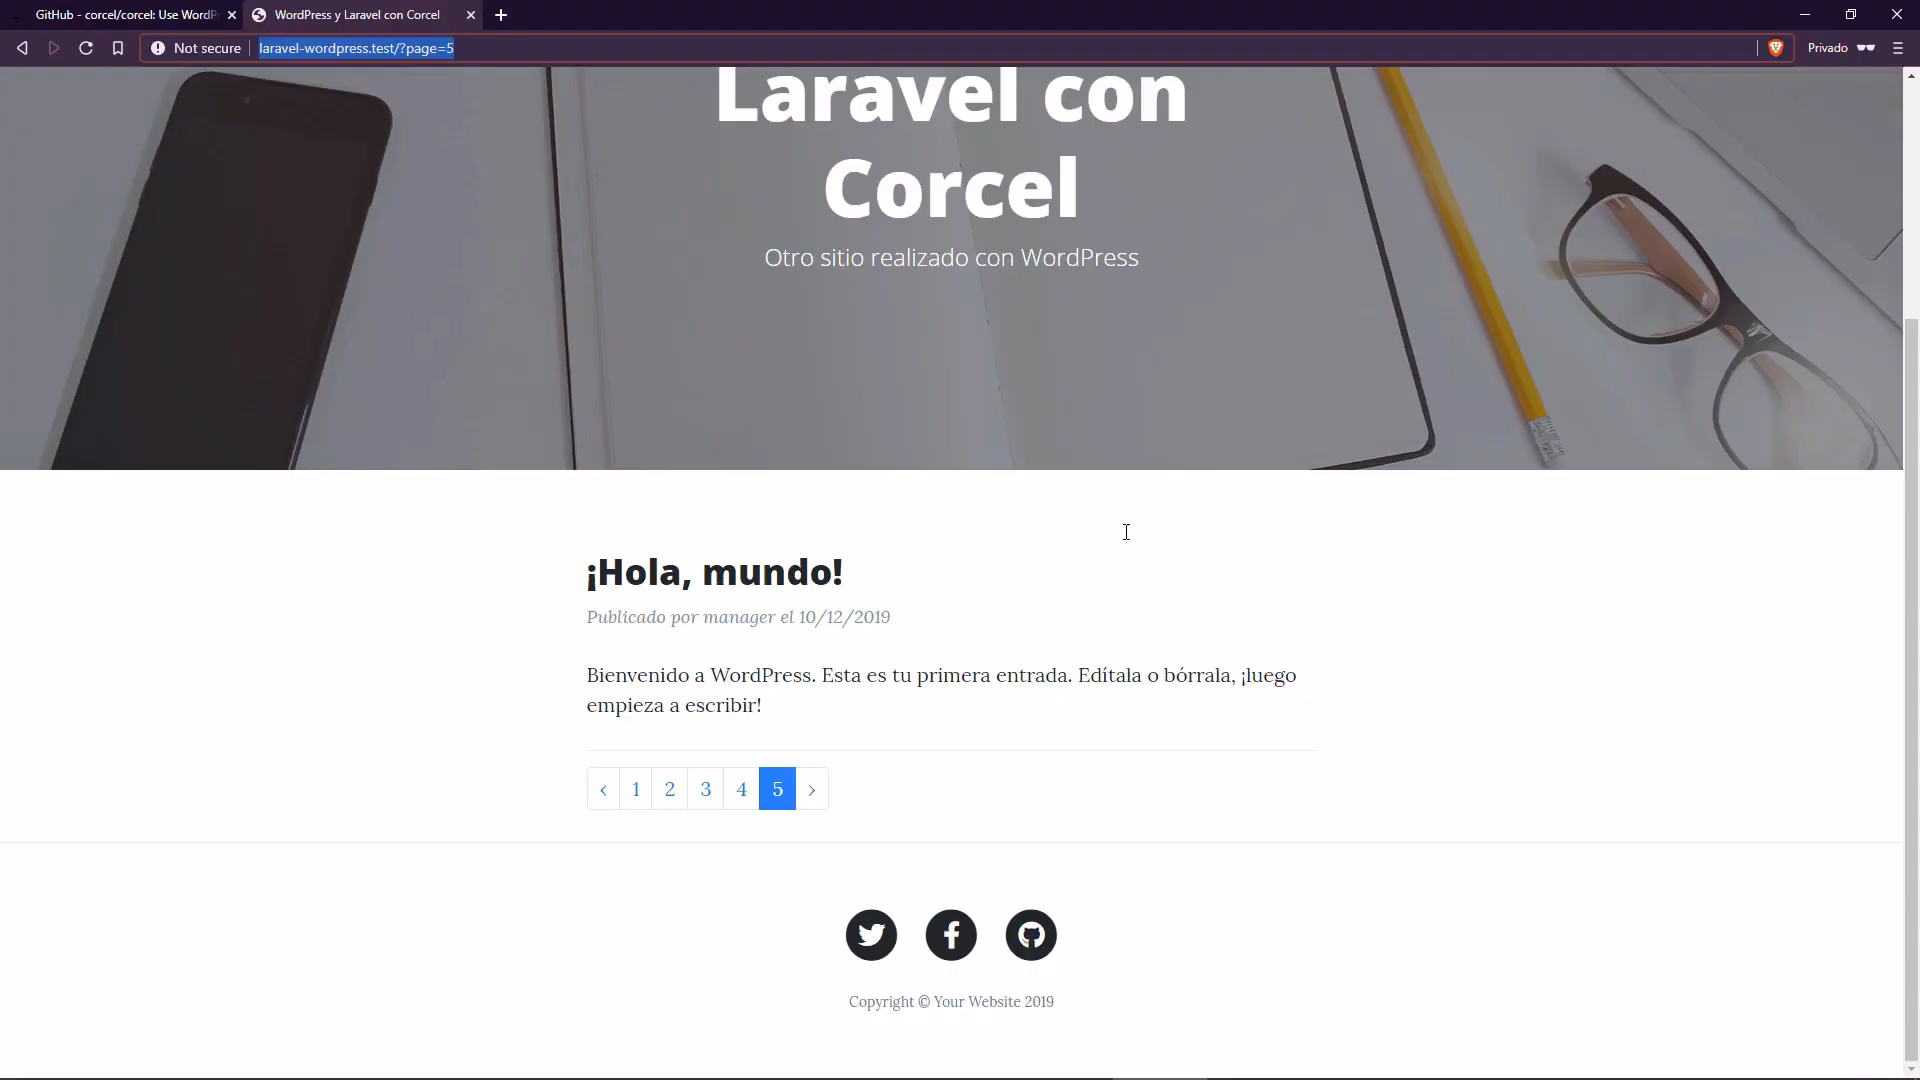 GitHub - corcel/corcel: Use WordP
WordPress y Laravel con Corcel
Not secure
laravel-wordpress.test/?page=5
Privado
Laravel con
Corcel
Otro sitio realizado con WordPress
¡Hola, mundo!
Publicado por manager el 10/12/2019
Bienvenido a WordPress. Esta es tu primera entrada. Edítala o bórrala, ¡luego
empieza a escribir!
‹ 1 2 3 4 5 ›
Copyright © Your Website 2019